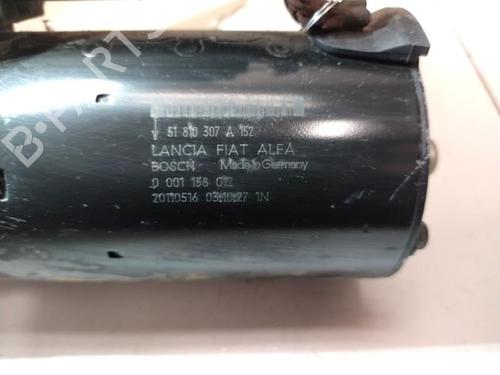 B-PARTS
V 51 810 307 A 152
LANCIA FIAT ALFA
BOSCH Made in Germany
0 001 138 012
20110516 03:10:27 1N